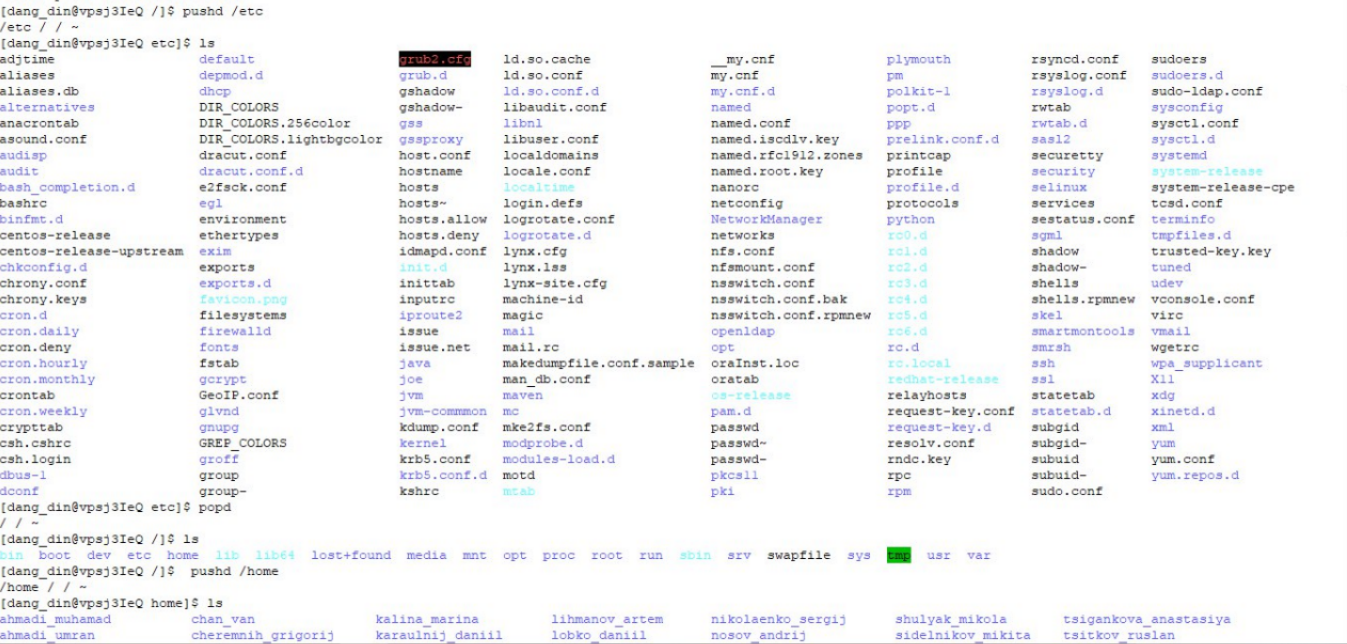 [dang_din@vpsj3IeQ /]$ pushd /etc
/etc / / ~
[dang_din@vpsj3IeQ etc]$ ls
adjtime default grub2.cfg ld.so.cache __my.cnf plymouth rsyncd.conf sudoers
aliases depmod.d grub.d ld.so.conf my.cnf pm rsyslog.conf sudoers.d
aliases.db dhcp gshadow ld.so.conf.d my.cnf.d polkit-1 rsyslog.d sudo-ldap.conf
alternatives DIR_COLORS gshadow- libaudit.conf named popt.d rwtab sysconfig
anacrontab DIR_COLORS.256color gss libnl named.conf ppp rwtab.d sysctl.conf
asound.conf DIR_COLORS.lightbgcolor gssproxy libuser.conf named.iscdlv.key prelink.conf.d sasl2 sysctl.d
audisp dracut.conf host.conf localdomains named.rfc1912.zones printcap securetty systemd
audit dracut.conf.d hostname locale.conf named.root.key profile security system-release
bash_completion.d e2fsck.conf hosts localtime nanorc profile.d selinux system-release-cpe
bashrc egl hosts~ login.defs netconfig protocols services tcsd.conf
binfmt.d environment hosts.allow logrotate.conf NetworkManager python sestatus.conf terminfo
centos-release ethertypes hosts.deny logrotate.d networks rc0.d sgml tmpfiles.d
centos-release-upstream exim idmapd.conf lynx.cfg nfs.conf rc1.d shadow trusted-key.key
chkconfig.d exports init.d lynx.lss nfsmount.conf rc2.d shadow- tuned
chrony.conf exports.d inittab lynx-site.cfg nsswitch.conf rc3.d shells udev
chrony.keys favicon.png inputrc machine-id nsswitch.conf.bak rc4.d shells.rpmnew vconsole.conf
cron.d filesystems iproute2 magic nsswitch.conf.rpmnew rc5.d skel virc
cron.daily firewalld issue mail openldap rc6.d smartmontools vmail
cron.deny fonts issue.net mail.rc opt rc.d smrsh wgetrc
cron.hourly fstab java makedumpfile.conf.sample oraInst.loc rc.local ssh wpa_supplicant
cron.monthly gcrypt joe man_db.conf oratab redhat-release ssl X11
crontab GeoIP.conf jvm maven os-release relayhosts statetab xdg
cron.weekly glvnd jvm-commmon mc pam.d request-key.conf statetab.d xinetd.d
crypttab gnupg kdump.conf mke2fs.conf passwd request-key.d subgid xml
csh.cshrc GREP_COLORS kernel modprobe.d passwd~ resolv.conf subgid- yum
csh.login groff krb5.conf modules-load.d passwd- rndc.key subuid yum.conf
dbus-1 group krb5.conf.d motd pkcs11 rpc subuid- yum.repos.d
dconf group- kshrc mtab pki rpm sudo.conf
[dang_din@vpsj3IeQ etc]$ popd
/ / ~
[dang_din@vpsj3IeQ /]$ ls
bin boot dev etc home lib lib64 lost+found media mnt opt proc root run sbin srv swapfile sys tmp usr var
[dang_din@vpsj3IeQ /]$ pushd /home
/home / / ~
[dang_din@vpsj3IeQ home]$ ls
ahmadi_muhamad chan_van kalina_marina lihmanov_artem nikolaenko_sergij shulyak_mikola tsigankova_anastasiya
ahmadi_umran cheremnih_grigorij karaulnij_daniil lobko_daniil nosov_andrij sidelnikov_mikita tsitkov_ruslan